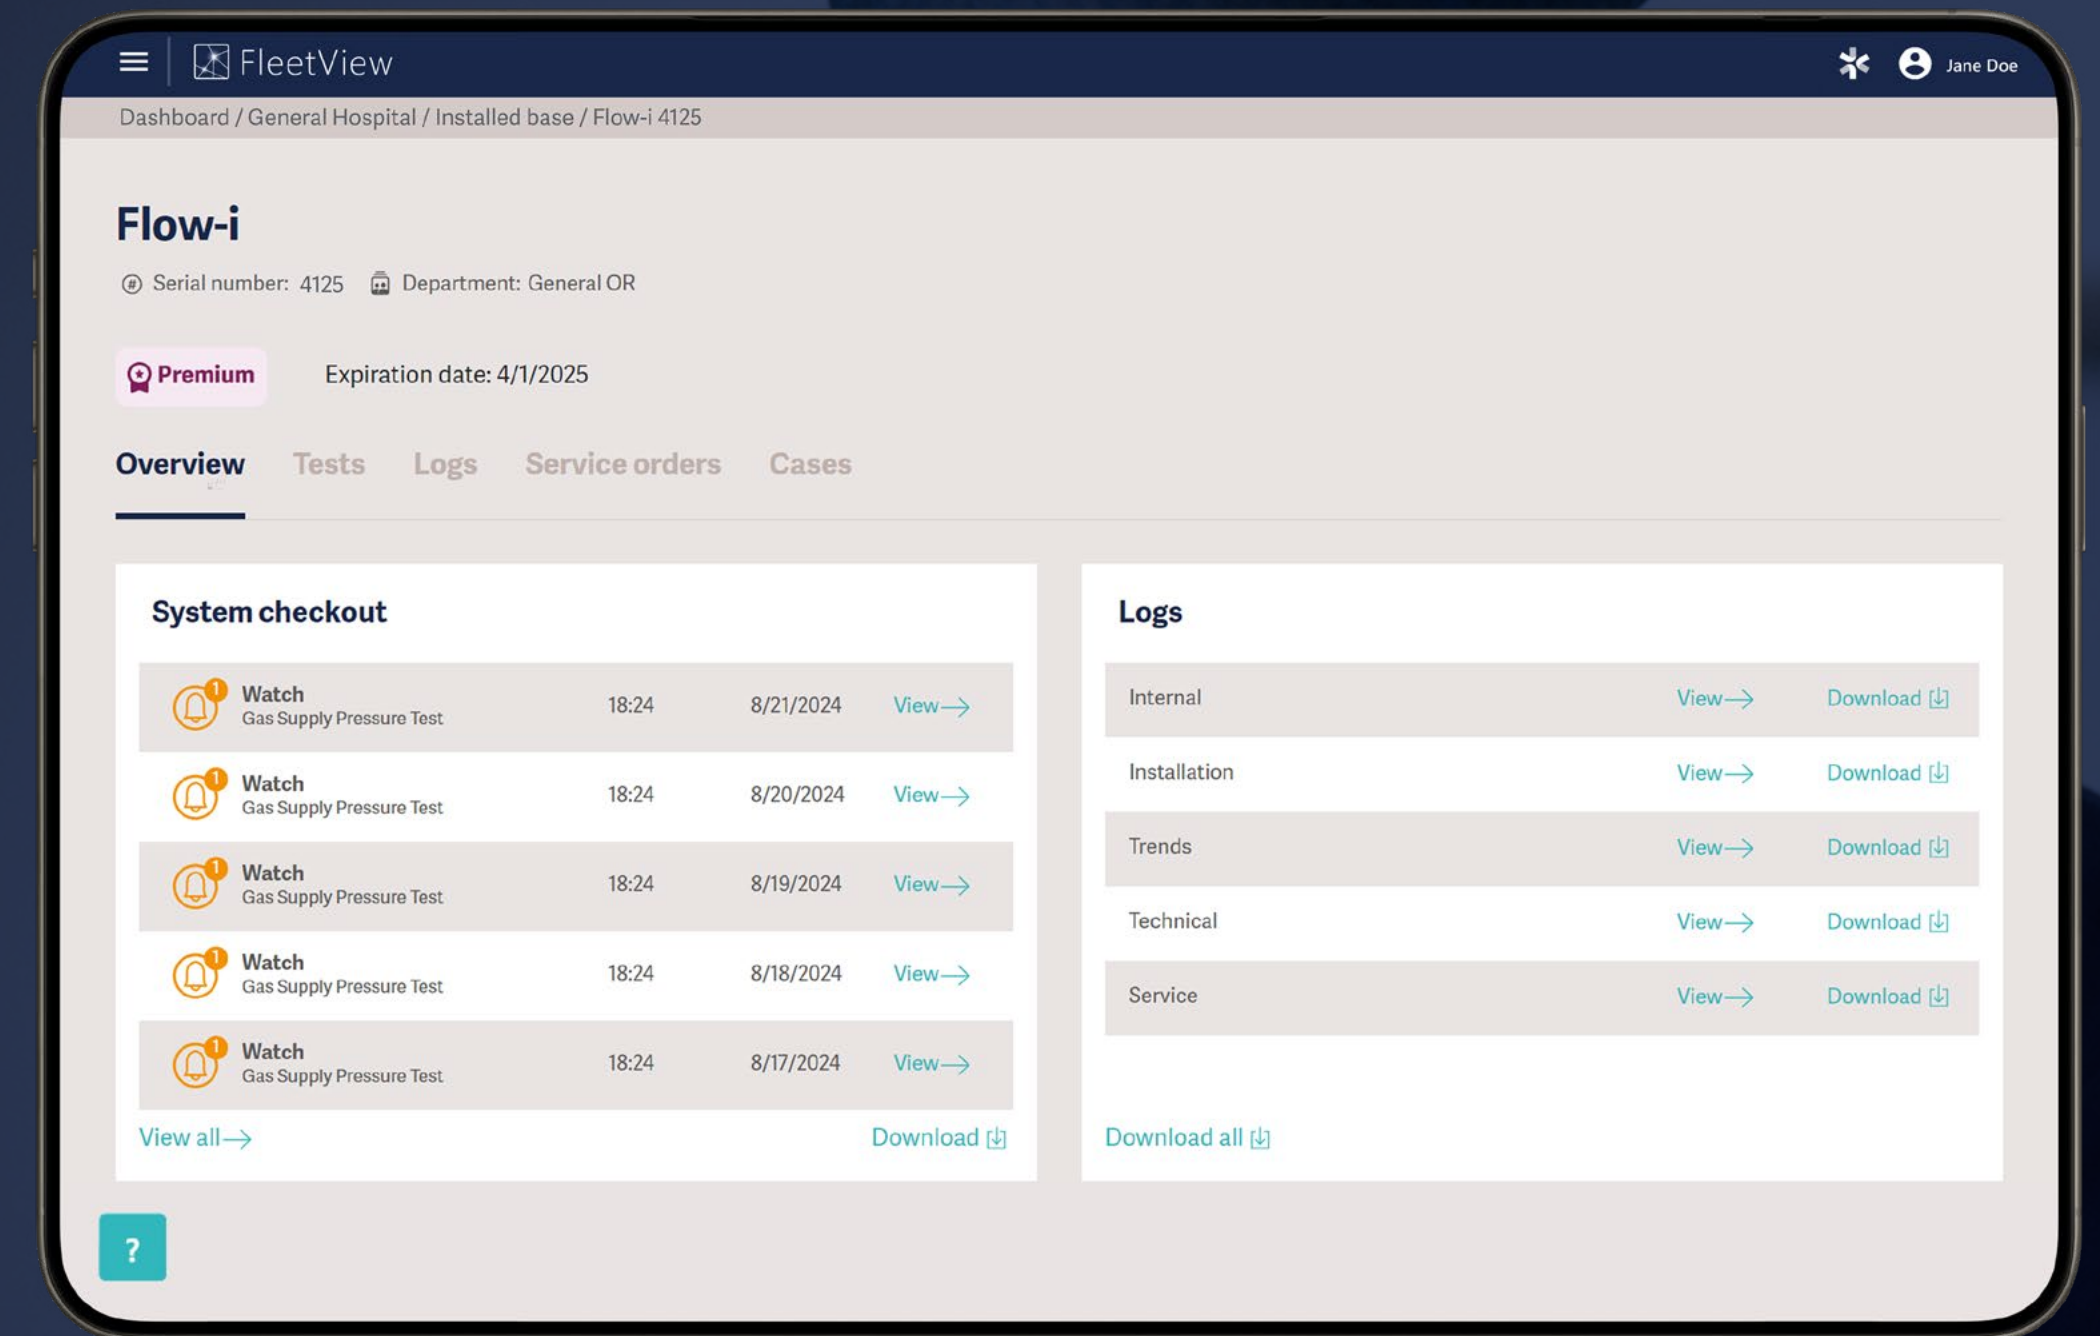 FleetView
Jane Doe
Dashboard / General Hospital / Installed base / Flow-i 4125
Flow-i
# Serial number: 4125 Department: General OR
Premium Expiration date: 4/1/2025
Overview Tests Logs Service orders Cases
System checkout
1 Watch
Gas Supply Pressure Test 18:24 8/21/2024 View
1 Watch
Gas Supply Pressure Test 18:24 8/20/2024 View
1 Watch
Gas Supply Pressure Test 18:24 8/19/2024 View
1 Watch
Gas Supply Pressure Test 18:24 8/18/2024 View
1 Watch
Gas Supply Pressure Test 18:24 8/17/2024 View
View all Download
Logs
Internal View Download
Installation View Download
Trends View Download
Technical View Download
Service View Download
Download all
?